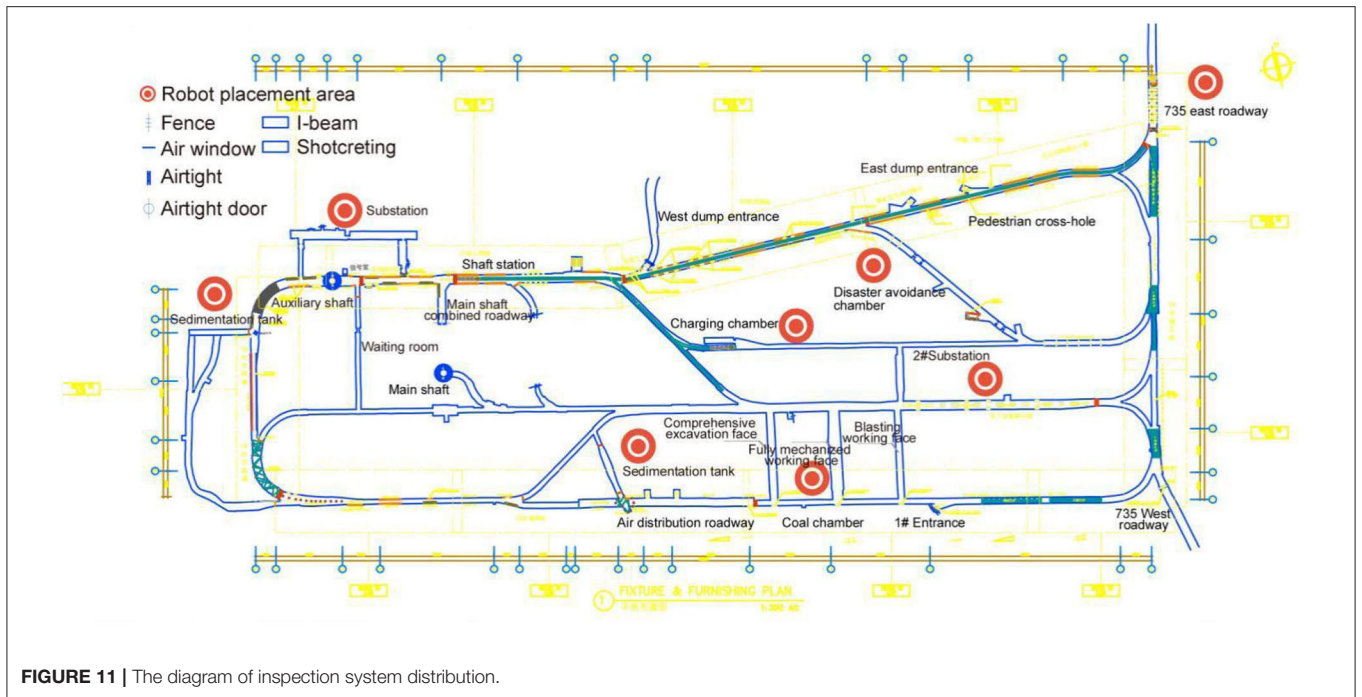 Robot placement area
Fence
I-beam
Air window
Shotcreting
Airtight
Airtight door
735 east roadway
East dump entrance
Substation
West dump entrance
Pedestrian cross-hole
Shaft station
Auxiliary shaft
Main shaft
combined roadway
Disaster avoidance
chamber
Sedimentation tank
Charging chamber
Waiting room
2#Substation
Main shaft
Comprehensive
excavation face
Blasting
working face
Fully mechanized
working face
Sedimentation tank
Air distribution roadway
Coal chamber
1# Entrance
735 West
roadway
1
FIXTURE & FURNISHING PLAN
FIGURE 11 | The diagram of inspection system distribution.